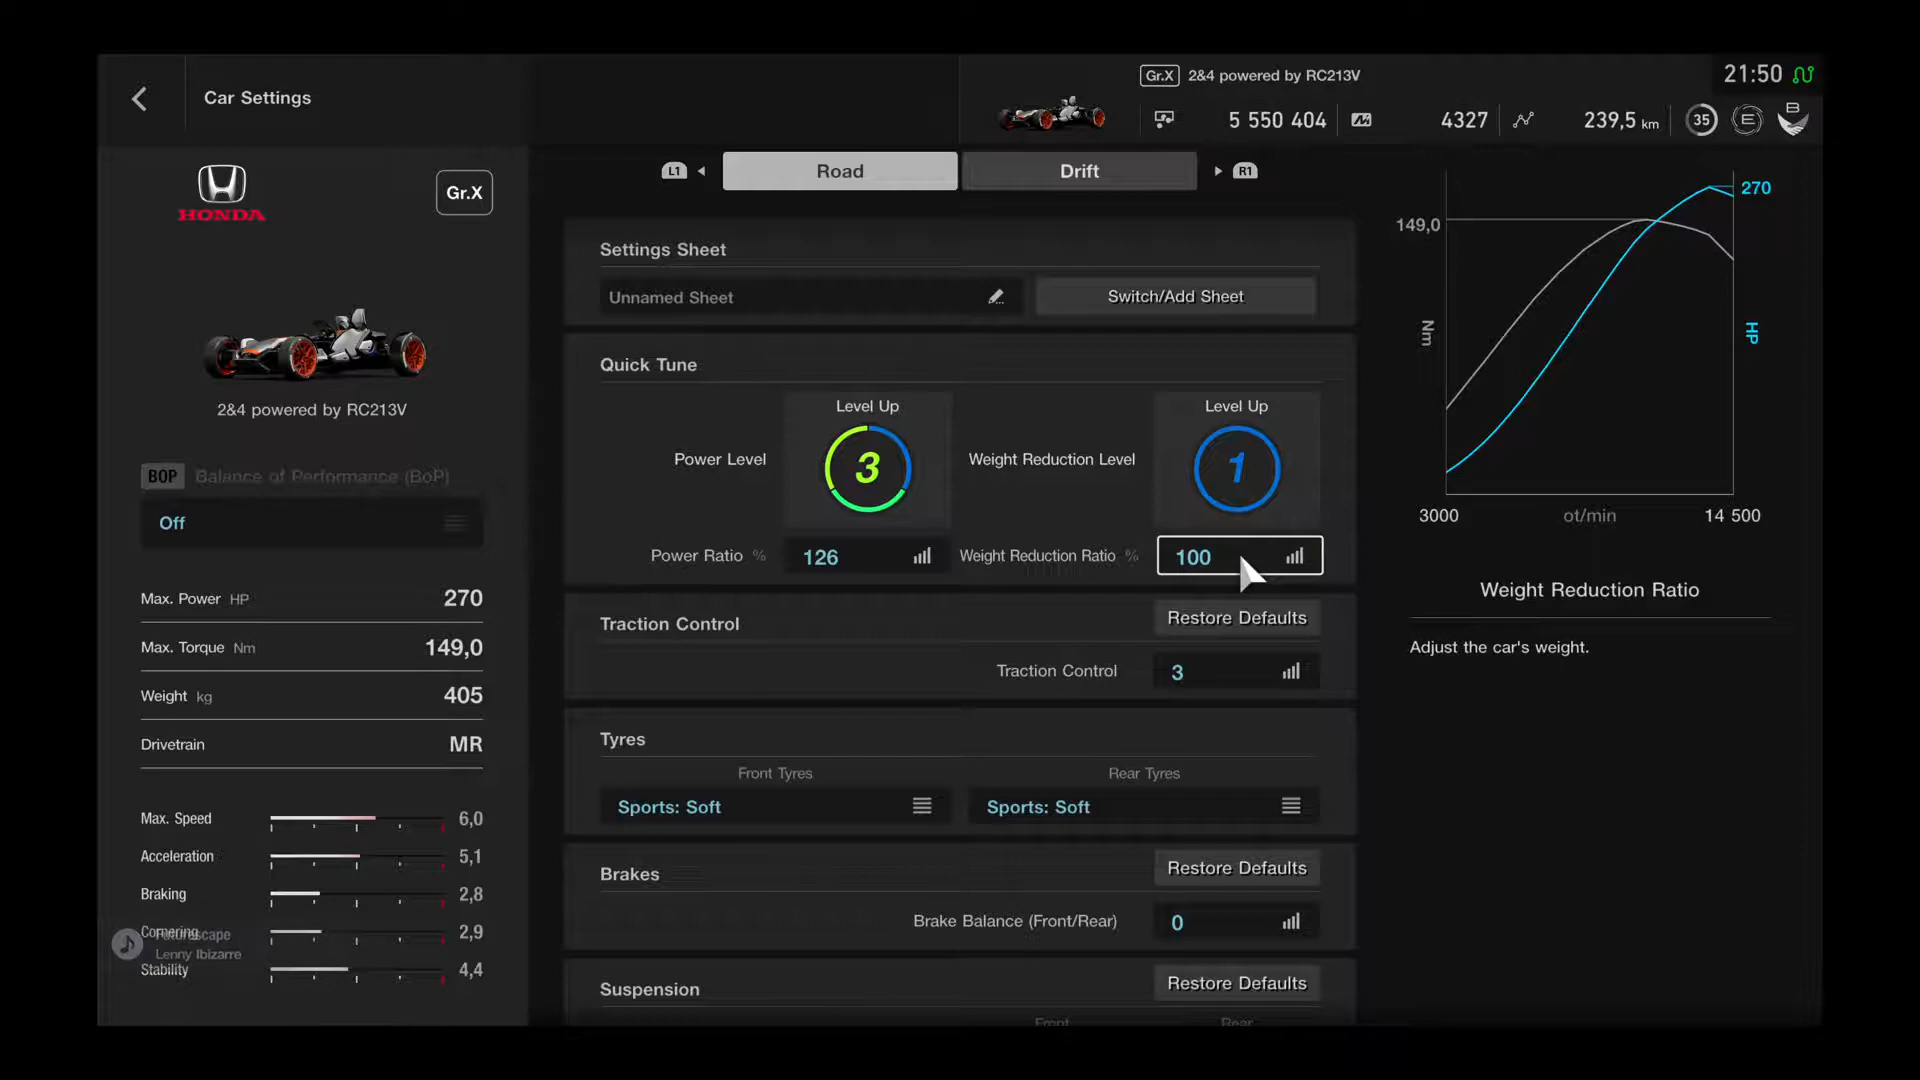 Car Settings
Gr.X 2&4 powered by RC213V
21:50
5 550 404
4327
239,5 km
35
E
B
HONDA
Gr.X
2&4 powered by RC213V
BOP Balance of Performance (BoP)
Off
Max. Power HP 270
Max. Torque Nm 149,0
Weight kg 405
Drivetrain MR
Max. Speed 6,0
Acceleration 5,1
Braking 2,8
Cornering 2,9
Stability 4,4
Futurescape
Lenny Ibizarre
L1 Road Drift R1
Settings Sheet
Unnamed Sheet Switch/Add Sheet
Quick Tune
Level Up Level Up
Power Level 3 Weight Reduction Level 1
Power Ratio % 126 Weight Reduction Ratio % 100
Traction Control Restore Defaults
Traction Control 3
Tyres
Front Tyres Rear Tyres
Sports: Soft Sports: Soft
Brakes Restore Defaults
Brake Balance (Front/Rear) 0
Suspension Restore Defaults
Front Rear
270
149,0
Nm
HP
3000 ot/min 14 500
Weight Reduction Ratio
Adjust the car's weight.